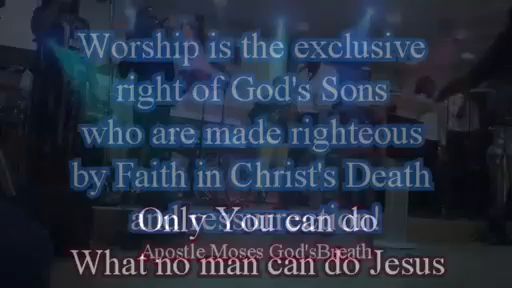 Worship is the exclusive
right of God's Sons
who are made righteous
by Faith in Christ's Death
Only You can do
Apostle Moses God'sBreath
What no man can do Jesus